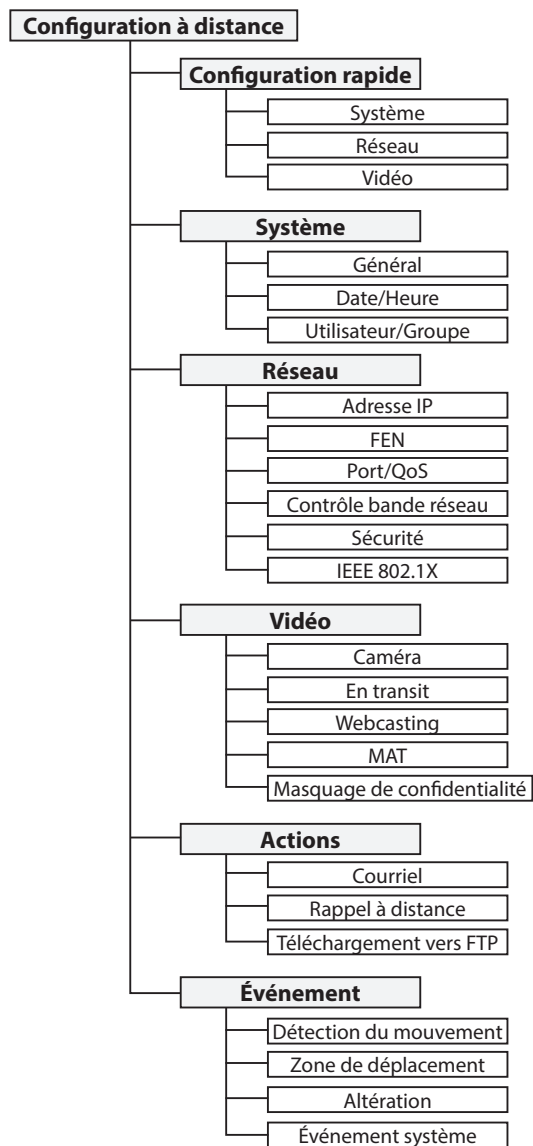 Configuration à distance
Configuration rapide
Système
Réseau
Vidéo
Système
Général
Date/Heure
Utilisateur/Groupe
Réseau
Adresse IP
FEN
Port/QoS
Contrôle bande réseau
Sécurité
IEEE 802.1X
Vidéo
Caméra
En transit
Webcasting
MAT
Masquage de confidentialité
Actions
Courriel
Rappel à distance
Téléchargement vers FTP
Événement
Détection du mouvement
Zone de déplacement
Altération
Événement système